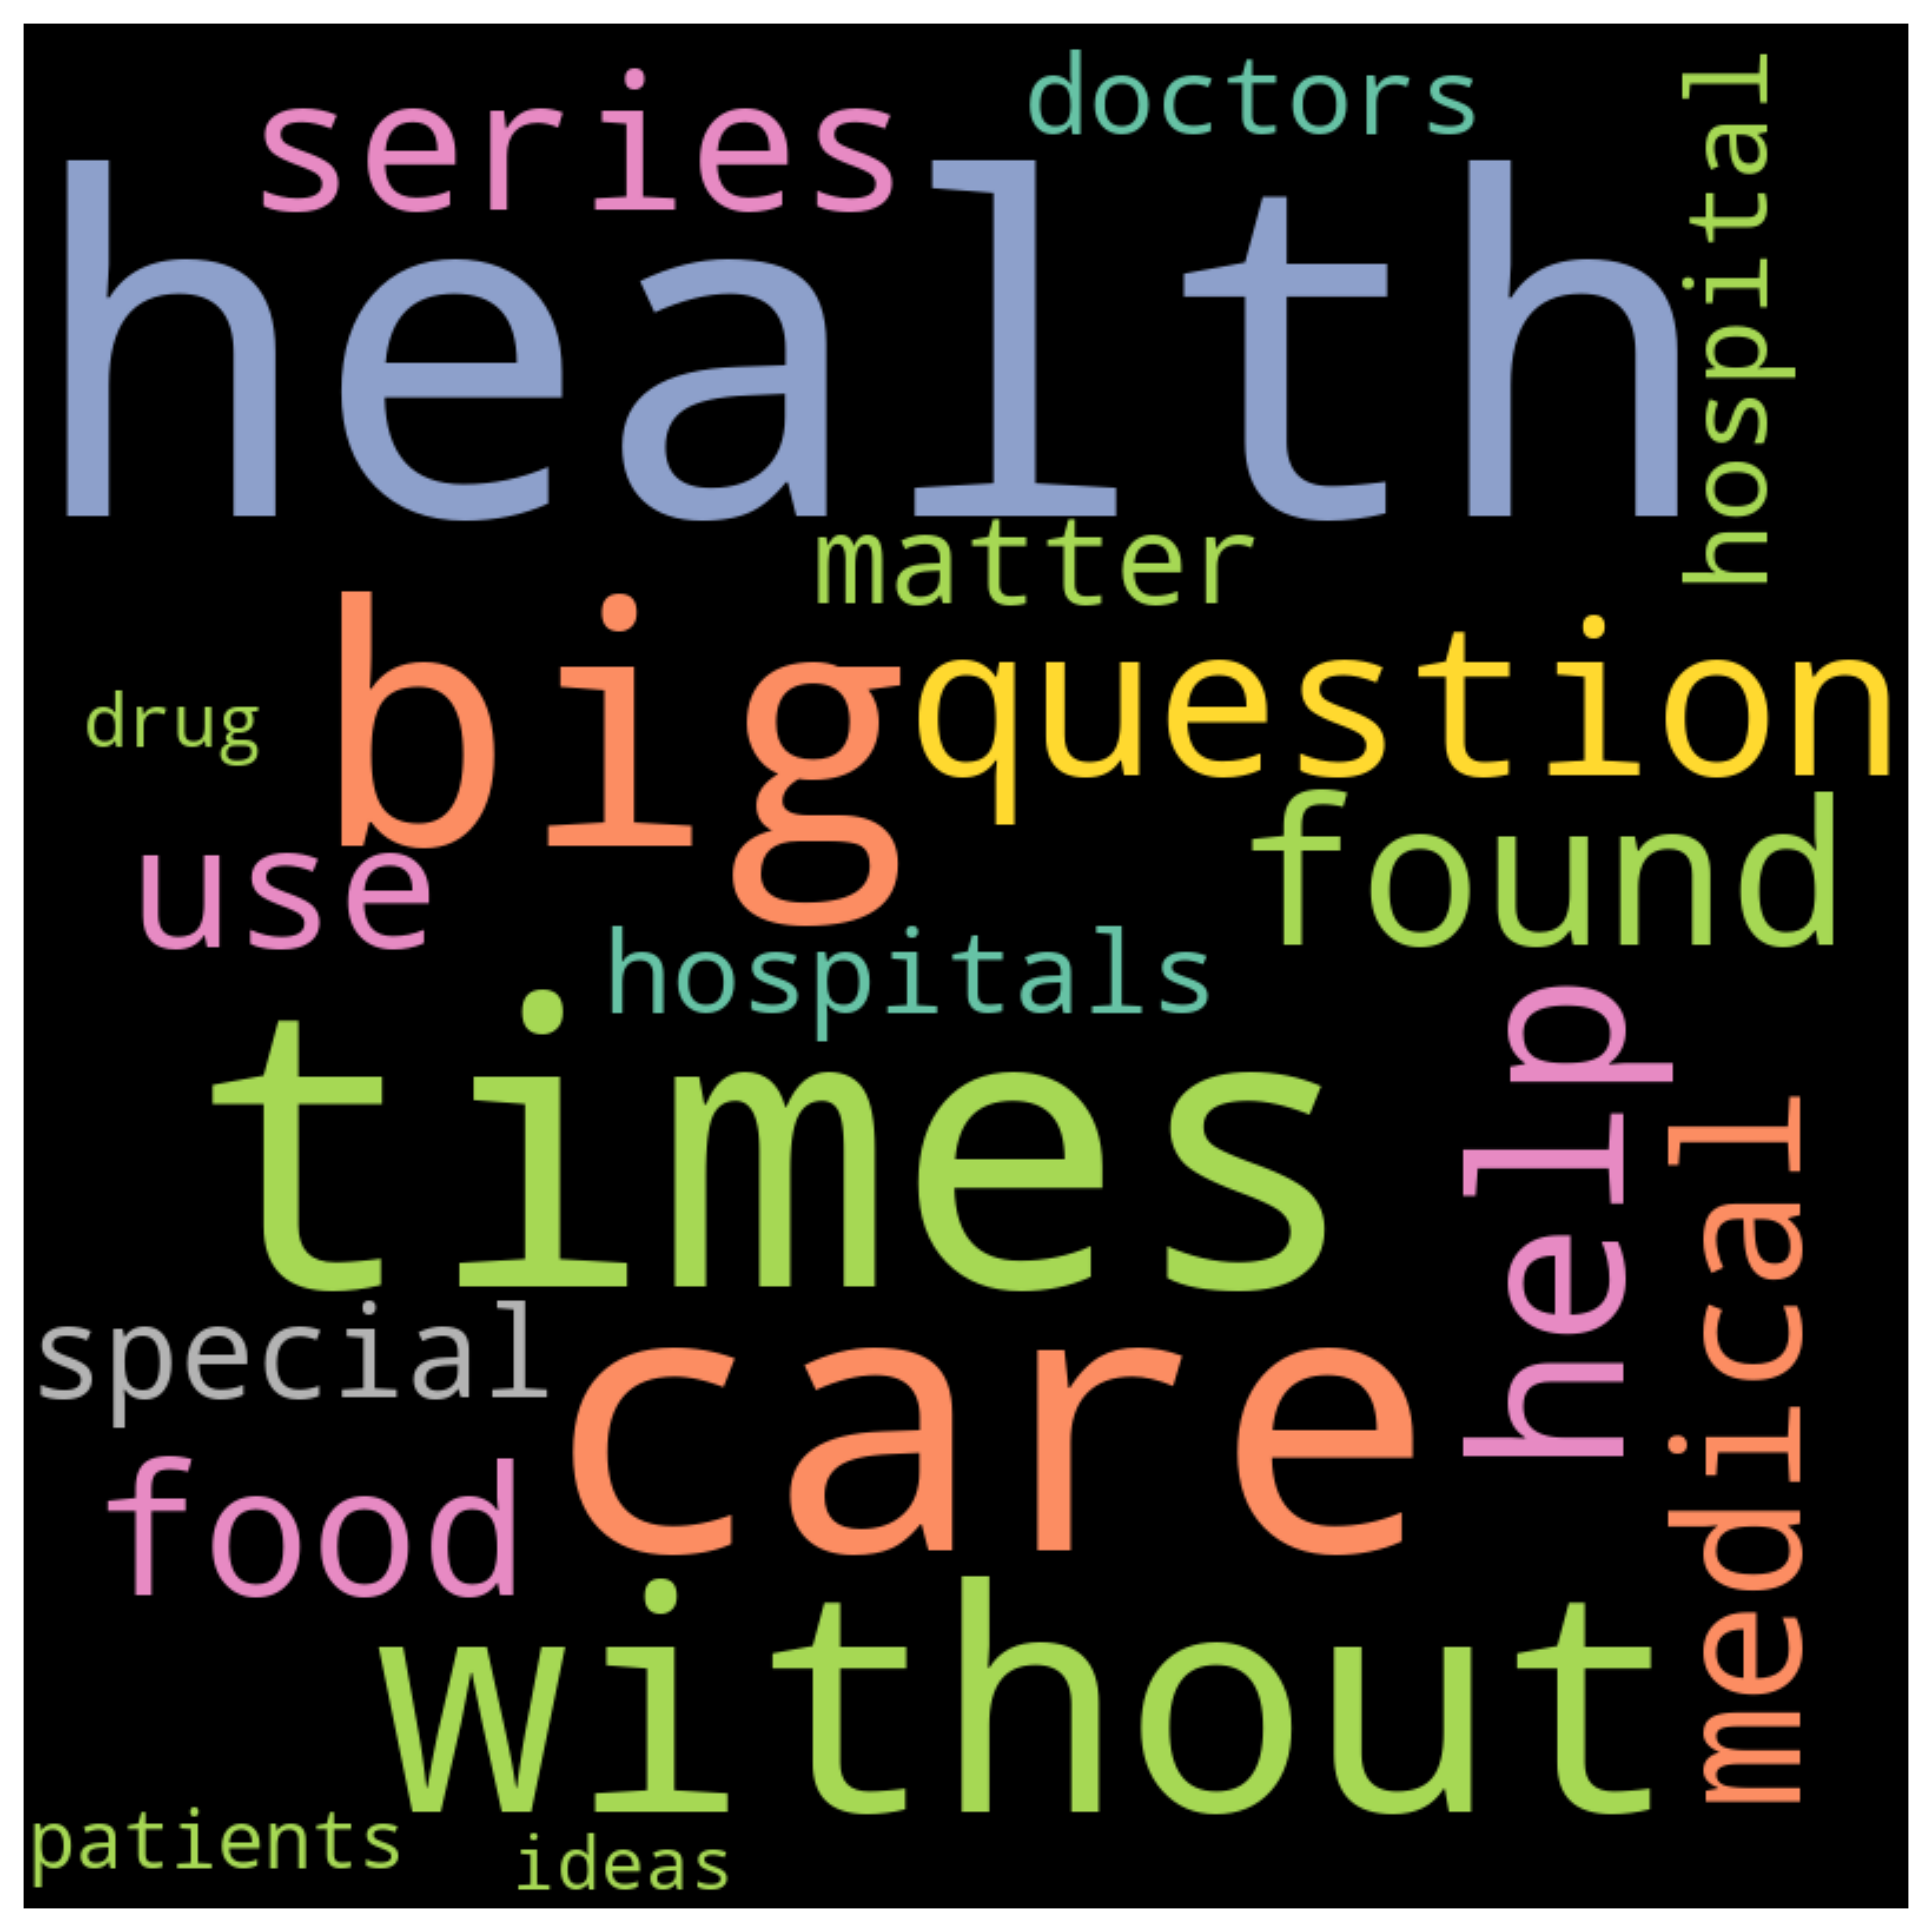 series
doctors
hospital
health
matter
big
question
drug
use
found
hospitals
times
help
medical
special
care
food
without
patients
ideas